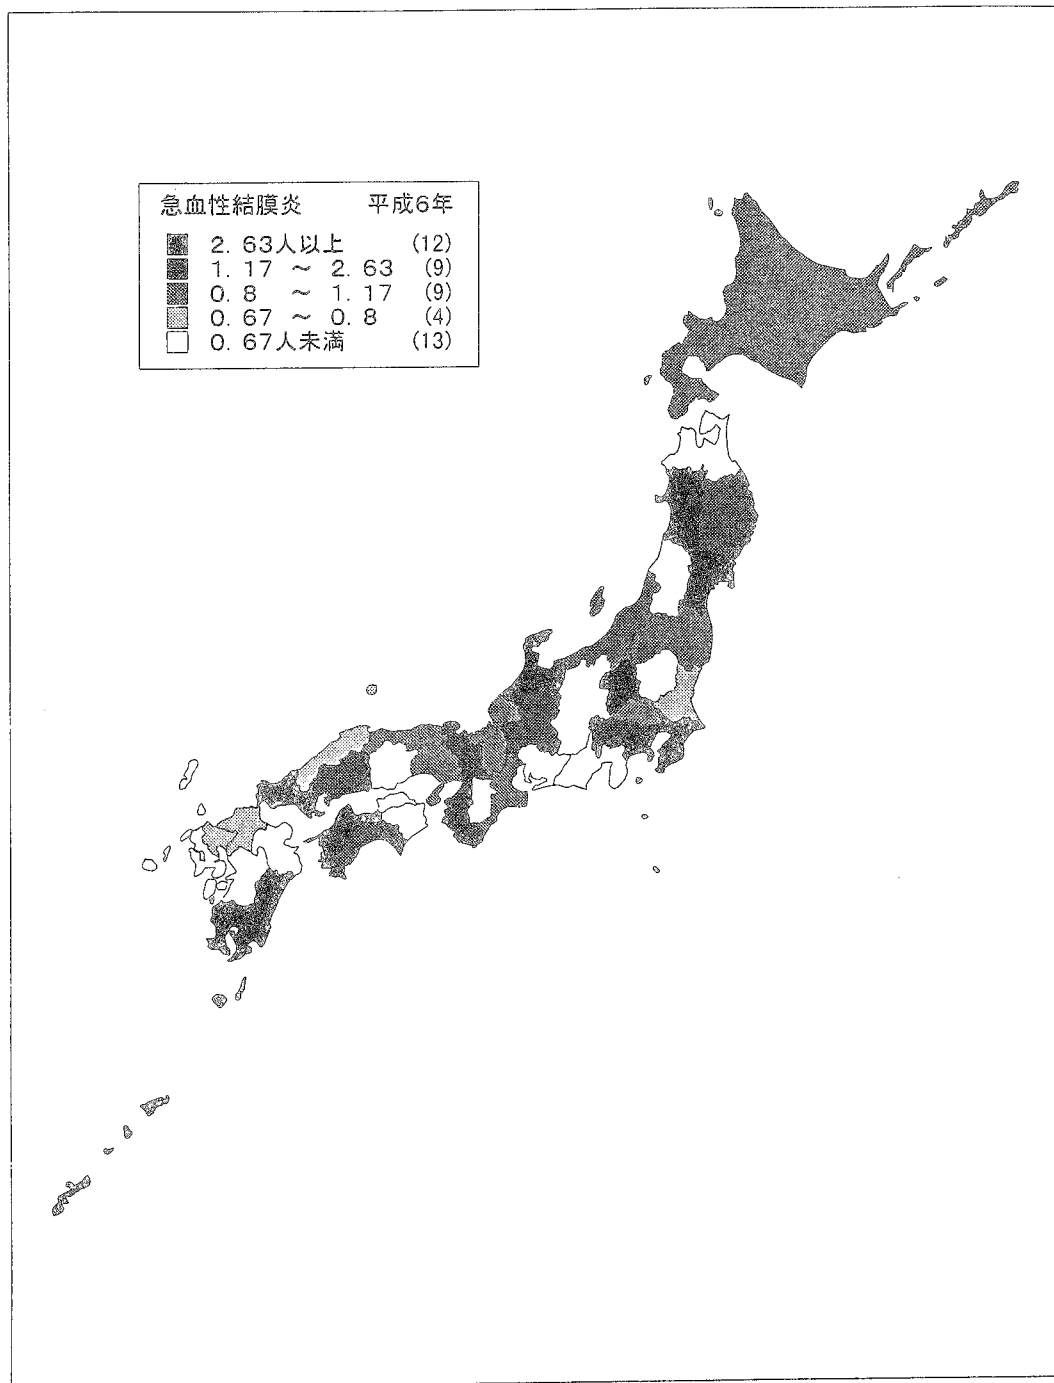 急血性結膜炎 平成6年
2.63人以上 (12)
1.17 ~ 2.63 (9)
0.8 ~ 1.17 (9)
0.67 ~ 0.8 (4)
0.67人未満 (13)